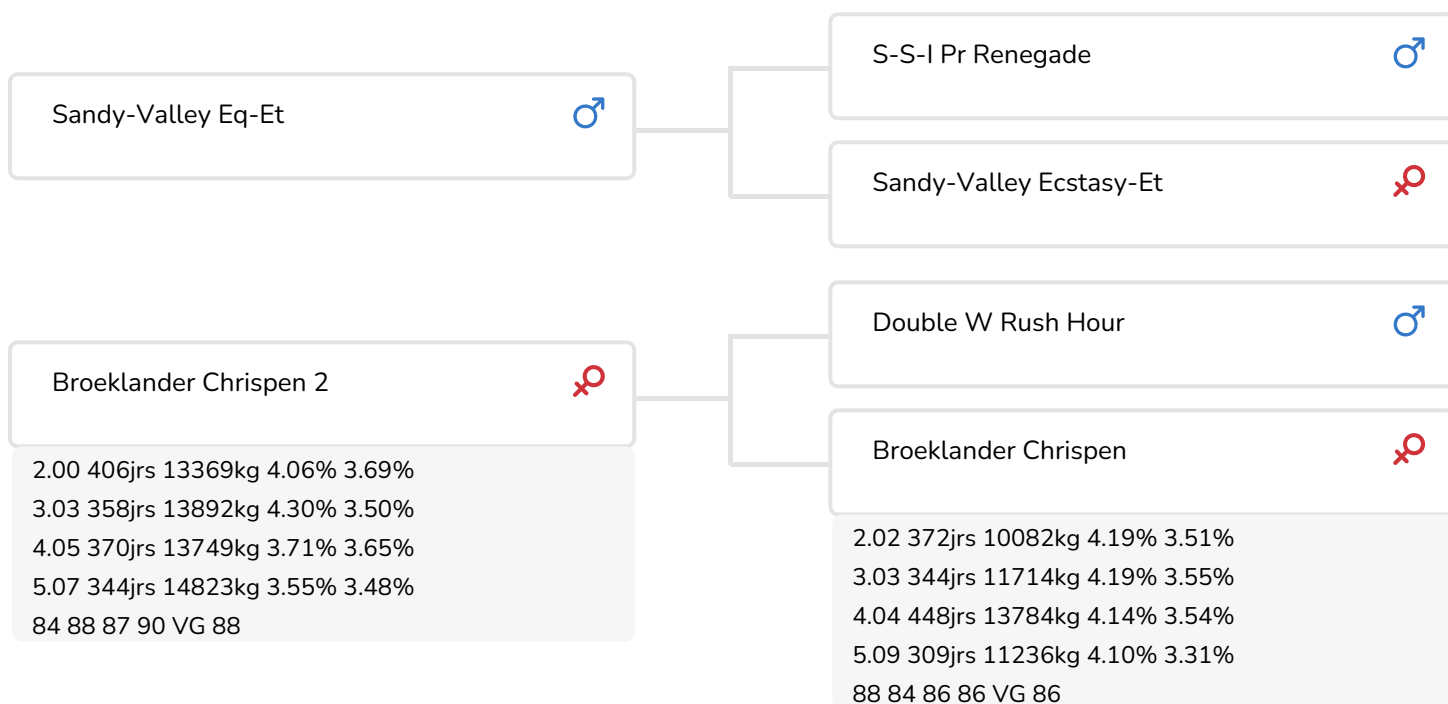 Sandy-Valley Eq-Et
S-S-I Pr Renegade
Sandy-Valley Ecstasy-Et
Broeklander Chrispen 2
2.00 406jrs 13369kg 4.06% 3.69%
3.03 358jrs 13892kg 4.30% 3.50%
4.05 370jrs 13749kg 3.71% 3.65%
5.07 344jrs 14823kg 3.55% 3.48%
84 88 87 90 VG 88
Double W Rush Hour
Broeklander Chrispen
2.02 372jrs 10082kg 4.19% 3.51%
3.03 344jrs 11714kg 4.19% 3.55%
4.04 448jrs 13784kg 4.14% 3.54%
5.09 309jrs 11236kg 4.10% 3.31%
88 84 86 86 VG 86